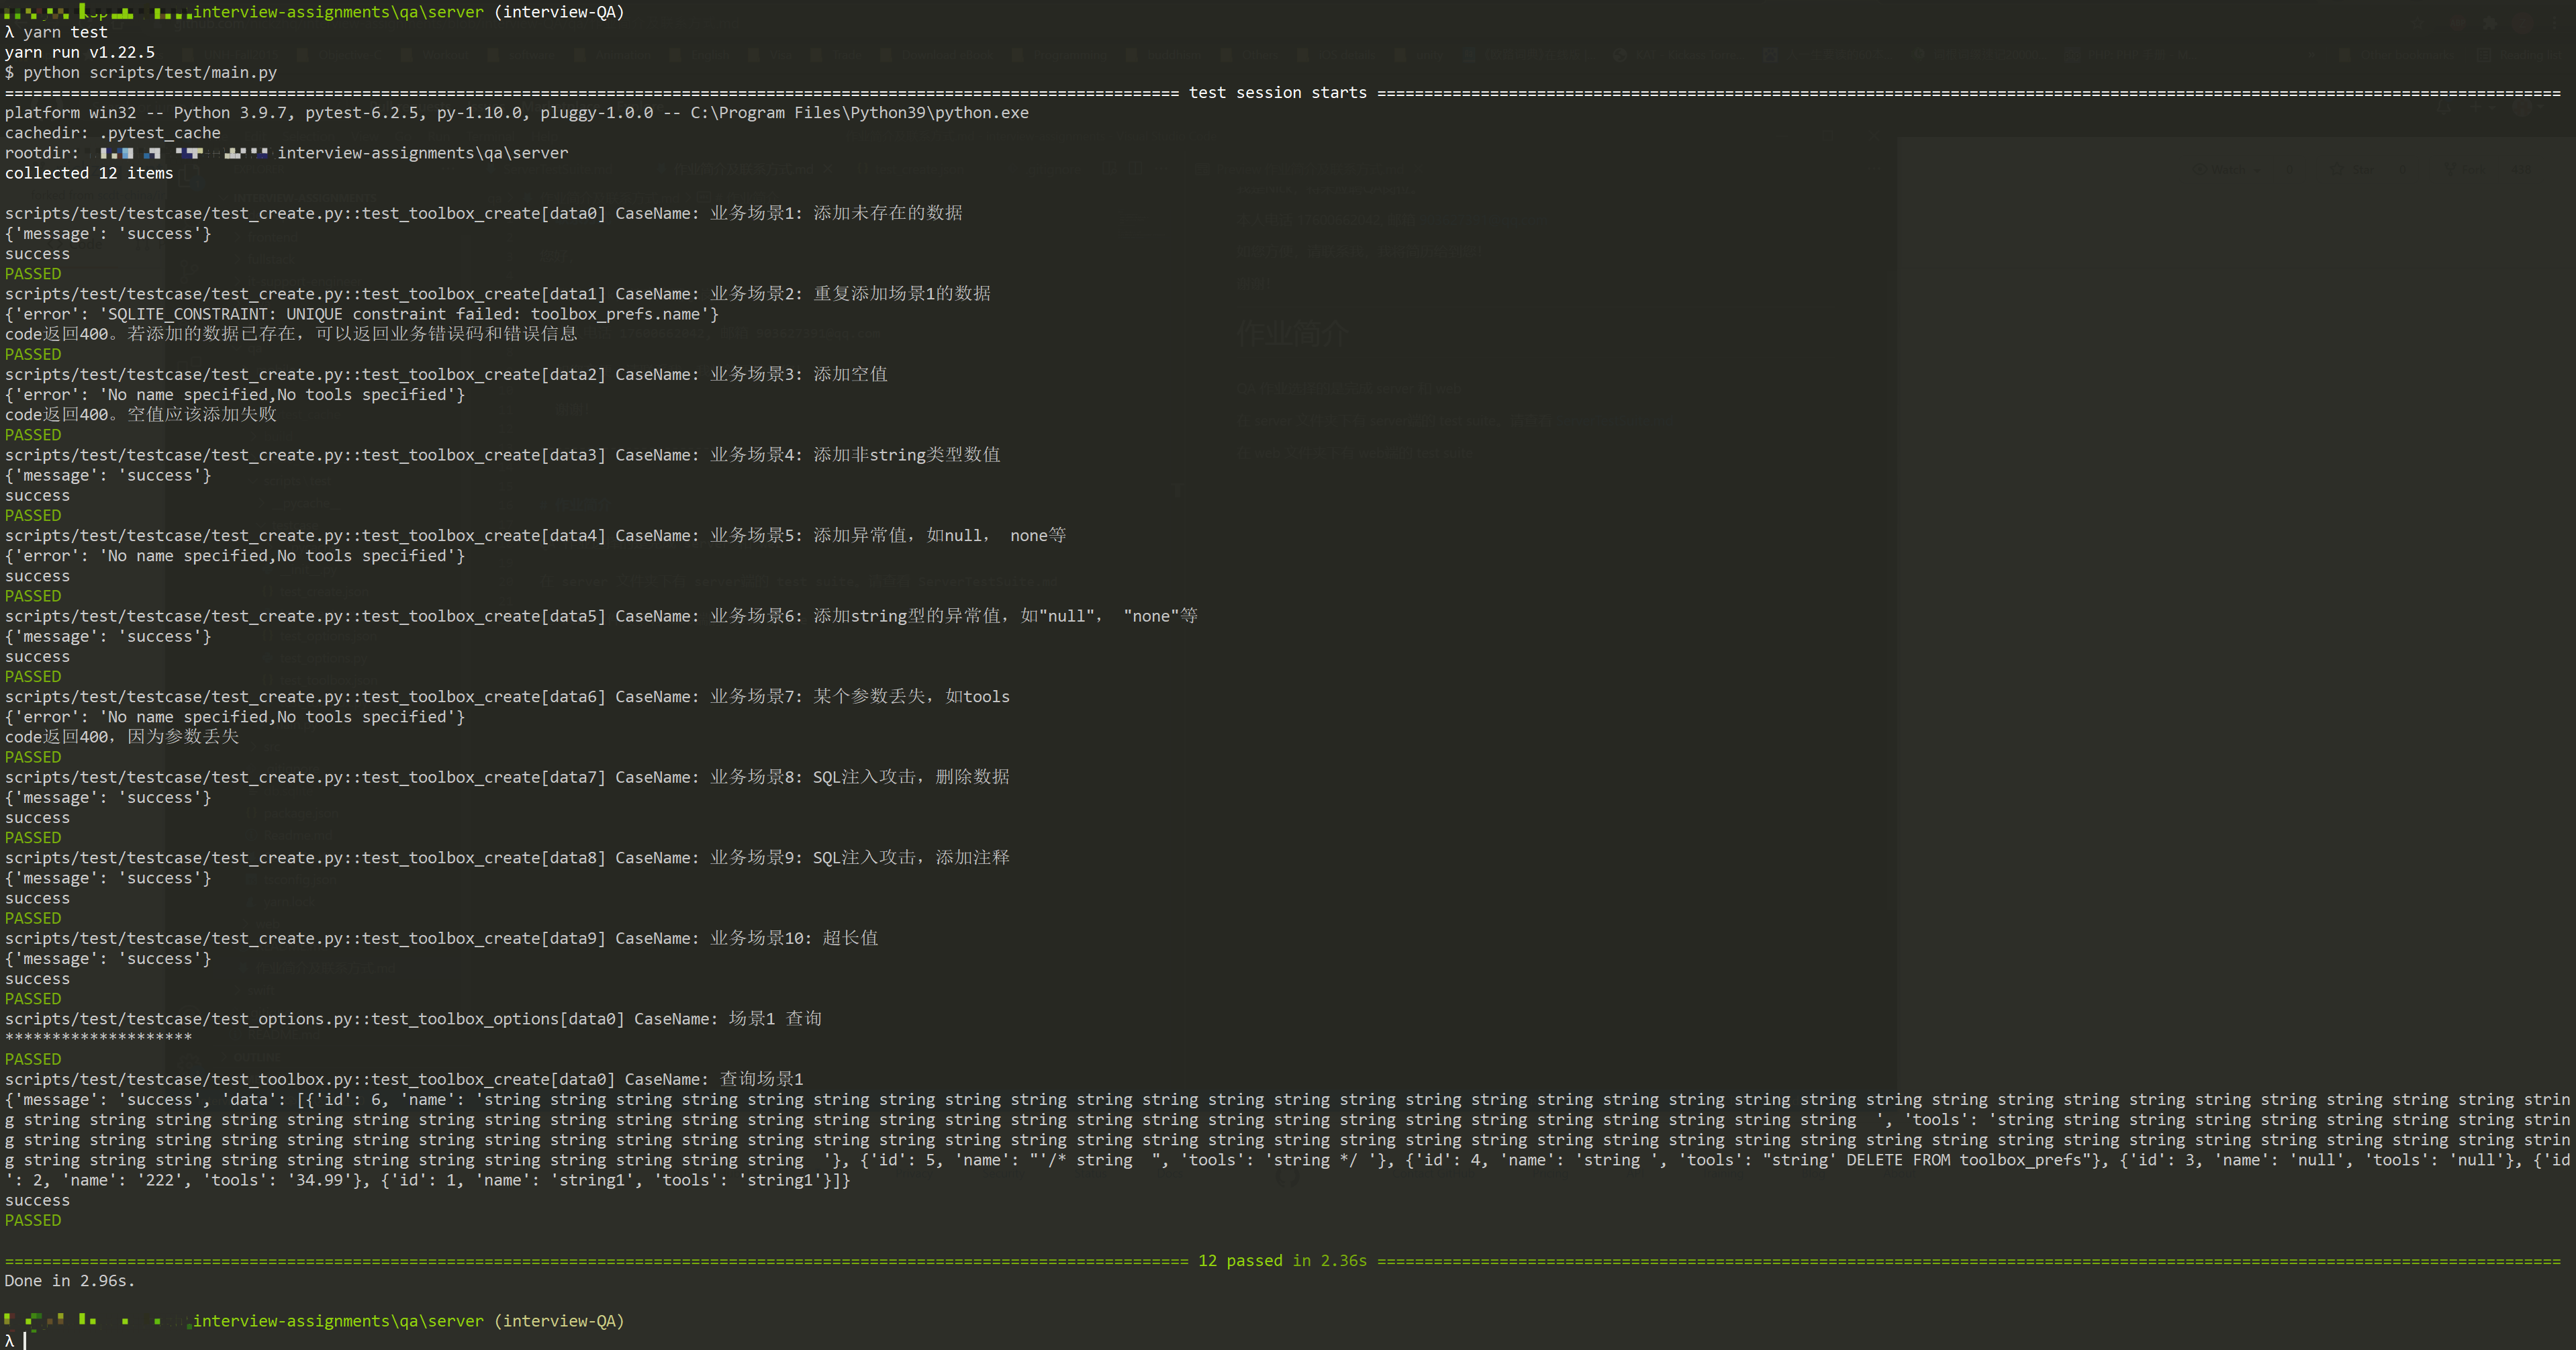 interview-assignments\qa\server (interview-QA)
λ yarn test
yarn run v1.22.5
$ python scripts/test/main.py
test session starts
platform win32 -- Python 3.9.7, pytest-6.2.5, py-1.10.0, pluggy-1.0.0 -- C:\Program Files\Python39\python.exe
cachedir: .pytest_cache
rootdir: interview-assignments\qa\server
collected 12 items
scripts/test/testcase/test_create.py::test_toolbox_create[data0] CaseName: 业务场景1: 添加未存在的数据
{'message': 'success'}
success
PASSED
scripts/test/testcase/test_create.py::test_toolbox_create[data1] CaseName: 业务场景2: 重复添加场景1的数据
{'error': 'SQLITE_CONSTRAINT: UNIQUE constraint failed: toolbox_prefs.name'}
code返回400。若添加的数据已存在，可以返回业务错误码和错误信息
PASSED
scripts/test/testcase/test_create.py::test_toolbox_create[data2] CaseName: 业务场景3: 添加空值
{'error': 'No name specified,No tools specified'}
code返回400。空值应该添加失败
PASSED
scripts/test/testcase/test_create.py::test_toolbox_create[data3] CaseName: 业务场景4: 添加非string类型数值
{'message': 'success'}
success
PASSED
scripts/test/testcase/test_create.py::test_toolbox_create[data4] CaseName: 业务场景5: 添加异常值，如null， none等
{'error': 'No name specified,No tools specified'}
success
PASSED
scripts/test/testcase/test_create.py::test_toolbox_create[data5] CaseName: 业务场景6: 添加string型的异常值，如"null"， "none"等
{'message': 'success'}
success
PASSED
scripts/test/testcase/test_create.py::test_toolbox_create[data6] CaseName: 业务场景7: 某个参数丢失，如tools
{'error': 'No name specified,No tools specified'}
code返回400，因为参数丢失
PASSED
scripts/test/testcase/test_create.py::test_toolbox_create[data7] CaseName: 业务场景8: SQL注入攻击，删除数据
{'message': 'success'}
success
PASSED
scripts/test/testcase/test_create.py::test_toolbox_create[data8] CaseName: 业务场景9: SQL注入攻击，添加注释
{'message': 'success'}
success
PASSED
scripts/test/testcase/test_create.py::test_toolbox_create[data9] CaseName: 业务场景10: 超长值
{'message': 'success'}
success
PASSED
scripts/test/testcase/test_options.py::test_toolbox_options[data0] CaseName: 场景1 查询
********************
PASSED
scripts/test/testcase/test_toolbox.py::test_toolbox_create[data0] CaseName: 查询场景1
{'message': 'success', 'data': [{'id': 6, 'name': 'string string string string string string string string string string string string string string string string string string string string string string string string string string string string string string string strin
g string string string string string string string string string string string string string string string string string string string string string string string string string string string string ', 'tools': 'string string string string string string string string strin
g string string string string string string string string string string string string string string string string string string string string string string string string string string string string string string string string string string string string string string strin
g string string string string string string string string string string string string '}, {'id': 5, 'name': "'/* string  ", 'tools': 'string */ '}, {'id': 4, 'name': 'string ', 'tools': "string' DELETE FROM toolbox_prefs"}, {'id': 3, 'name': 'null', 'tools': 'null'}, {'id
': 2, 'name': '222', 'tools': '34.99'}, {'id': 1, 'name': 'string1', 'tools': 'string1'}]}
success
PASSED
12 passed in 2.36s
Done in 2.96s.
interview-assignments\qa\server (interview-QA)
λ